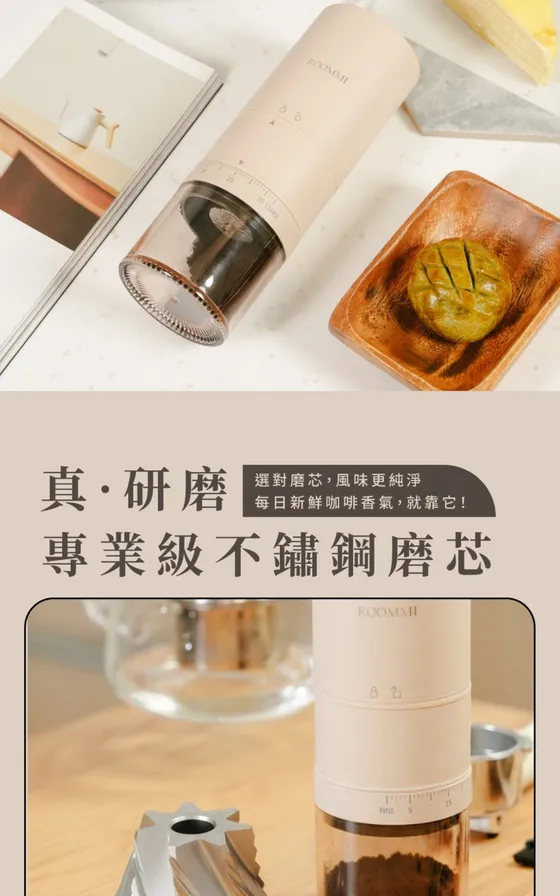 ROOMMI
25
真·研磨
選對磨芯，風味更純淨
每日新鮮咖啡香氣，就靠它！
專業級不鏽鋼磨芯
ROOMMI
FINE 5 15